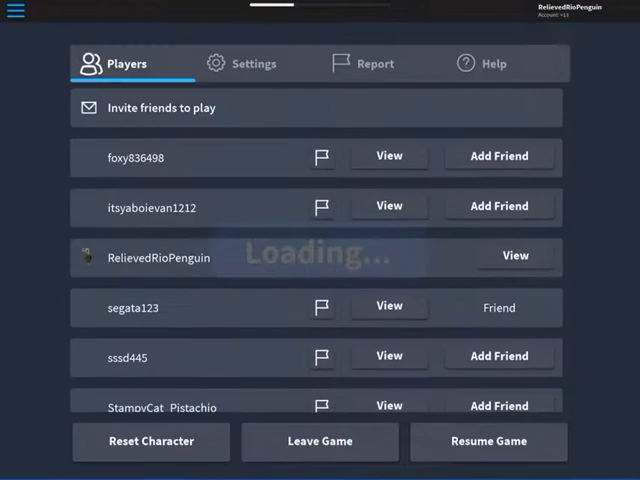 RelievedRioPenguin
Account: <13
Players Settings Report Help
Invite friends to play
foxy836498 View Add Friend
itsyaboievan1212 View Add Friend
Loading...
RelievedRioPenguin View
segata123 View Friend
sssd445 View Add Friend
StampyCat_Pistachio View Add Friend
Reset Character Leave Game Resume Game